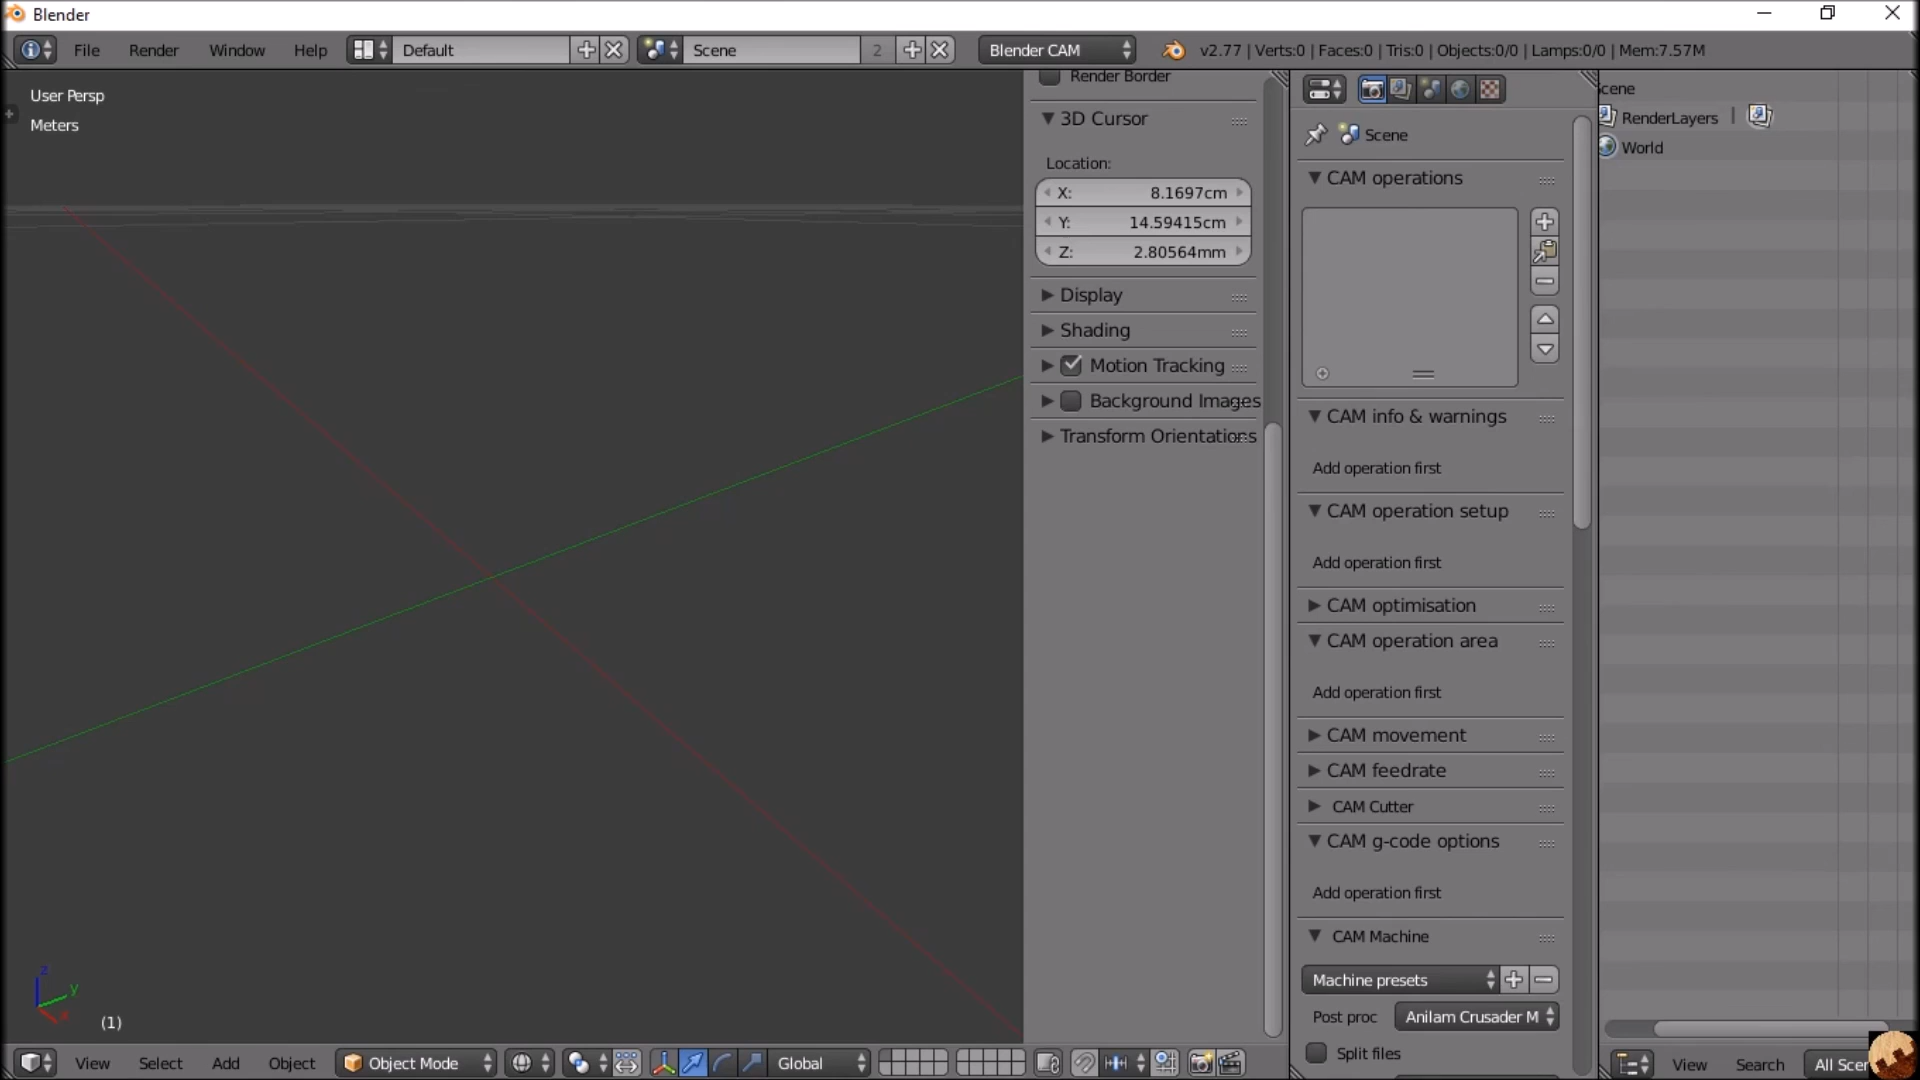 Blender
File Render Window Help Default Scene 2 Blender CAM v2.77 | Verts:0 | Faces:0 | Tris:0 | Objects:0/0 | Lamps:0/0 | Mem:7.57M
User Persp
Meters
(1)
z
y
x
Render Border
3D Cursor
Location:
X: 8.1697cm
Y: 14.59415cm
Z: 2.80564mm
Display
Shading
Motion Tracking
Background Images
Transform Orientations
Scene
CAM operations
CAM info & warnings
Add operation first
CAM operation setup
Add operation first
CAM optimisation
CAM operation area
Add operation first
CAM movement
CAM feedrate
CAM Cutter
CAM g-code options
Add operation first
CAM Machine
Machine presets
Post proc Anilam Crusader M
Split files
cene
RenderLayers |
World
View Select Add Object Object Mode Global
View Search All Scen